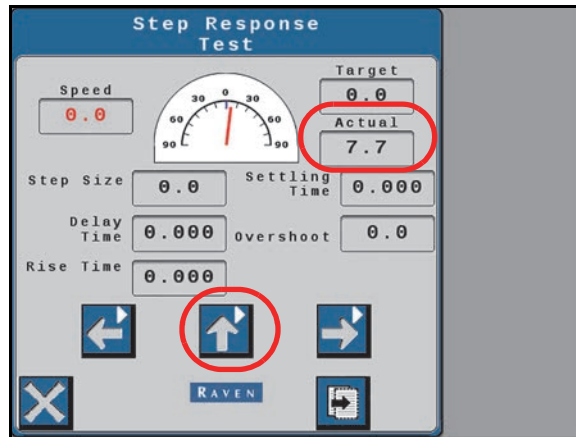 Step Response
Test
Speed
0.0
30 0 30
60 60
90 90
Target
0.0
Actual
7.7
Step Size
0.0
Settling
Time
0.000
Delay
Time
0.000
Overshoot
0.0
Rise Time
0.000
RAVEN